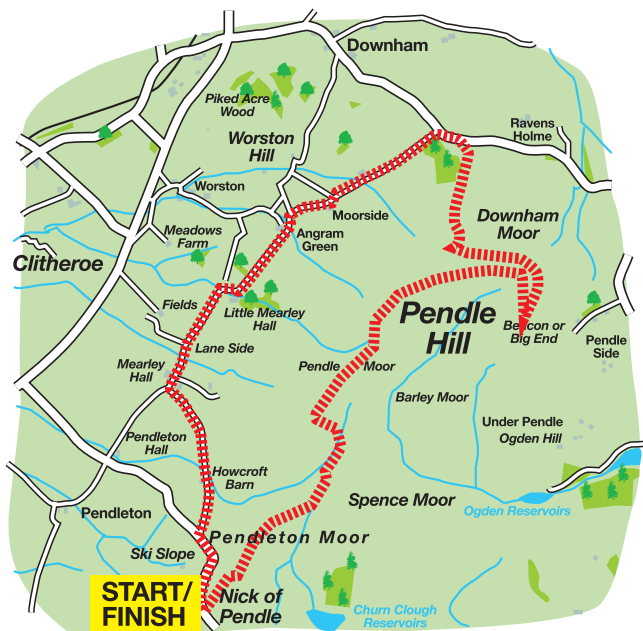 Downham
Piked Acre
Wood
Ravens
Holme
Worston
Hill
Worston
Moorside
Downham
Moor
Meadows
Farm
Angram
Green
Clitheroe
Fields
Little Mearley
Hall
Pendle
Hill
Beacon or
Big End
Lane Side
Pendle
Side
Mearley
Hall
Pendle Moor
Barley Moor
Under Pendle
Ogden Hill
Pendleton
Hall
Howcroft
Barn
Spence Moor
Ogden Reservoirs
Pendleton
Pendleton Moor
Ski Slope
START/
FINISH
Nick of
Pendle
Churn Clough
Reservoirs